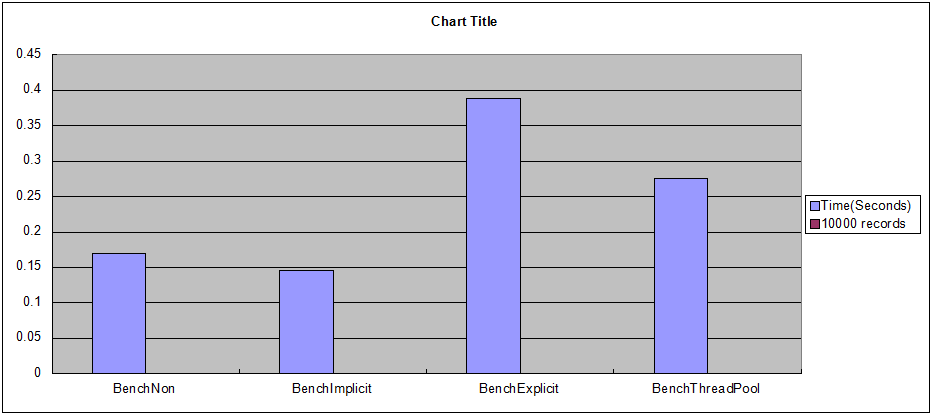 Chart Title
0.45
0.4
0.35
0.3
0.25
0.2
0.15
0.1
0.05
0
BenchNon BenchImplicit BenchExplicit BenchThreadPool
Time(Seconds)
10000 records